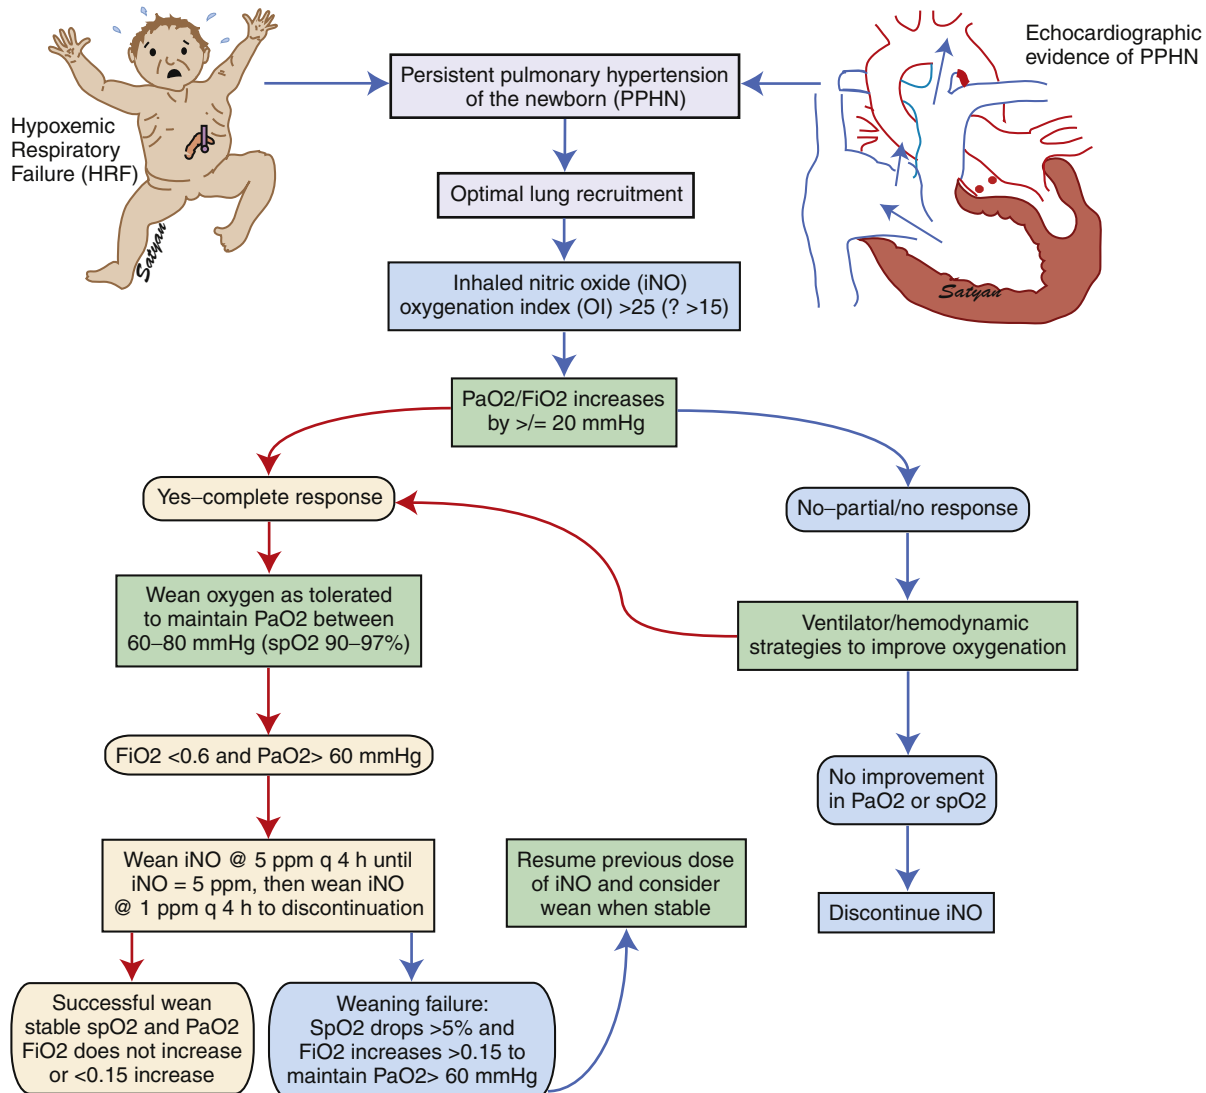 Echocardiographic
evidence of PPHN
Persistent pulmonary hypertension
of the newborn (PPHN)
Hypoxemic
Respiratory
Failure (HRF)
Satyan
Satyan
Optimal lung recruitment
Inhaled nitric oxide (iNO)
oxygenation index (OI) >25 (? >15)
PaO2/FiO2 increases
by >/= 20 mmHg
Yes–complete response
No–partial/no response
Wean oxygen as tolerated
to maintain PaO2 between
60–80 mmHg (spO2 90–97%)
Ventilator/hemodynamic
strategies to improve oxygenation
FiO2 <0.6 and PaO2> 60 mmHg
No improvement
in PaO2 or spO2
Wean iNO @ 5 ppm q 4 h until
iNO = 5 ppm, then wean iNO
@ 1 ppm q 4 h to discontinuation
Resume previous dose
of iNO and consider
wean when stable
Discontinue iNO
Successful wean
stable spO2 and PaO2
FiO2 does not increase
or <0.15 increase
Weaning failure:
SpO2 drops >5% and
FiO2 increases >0.15 to
maintain PaO2> 60 mmHg